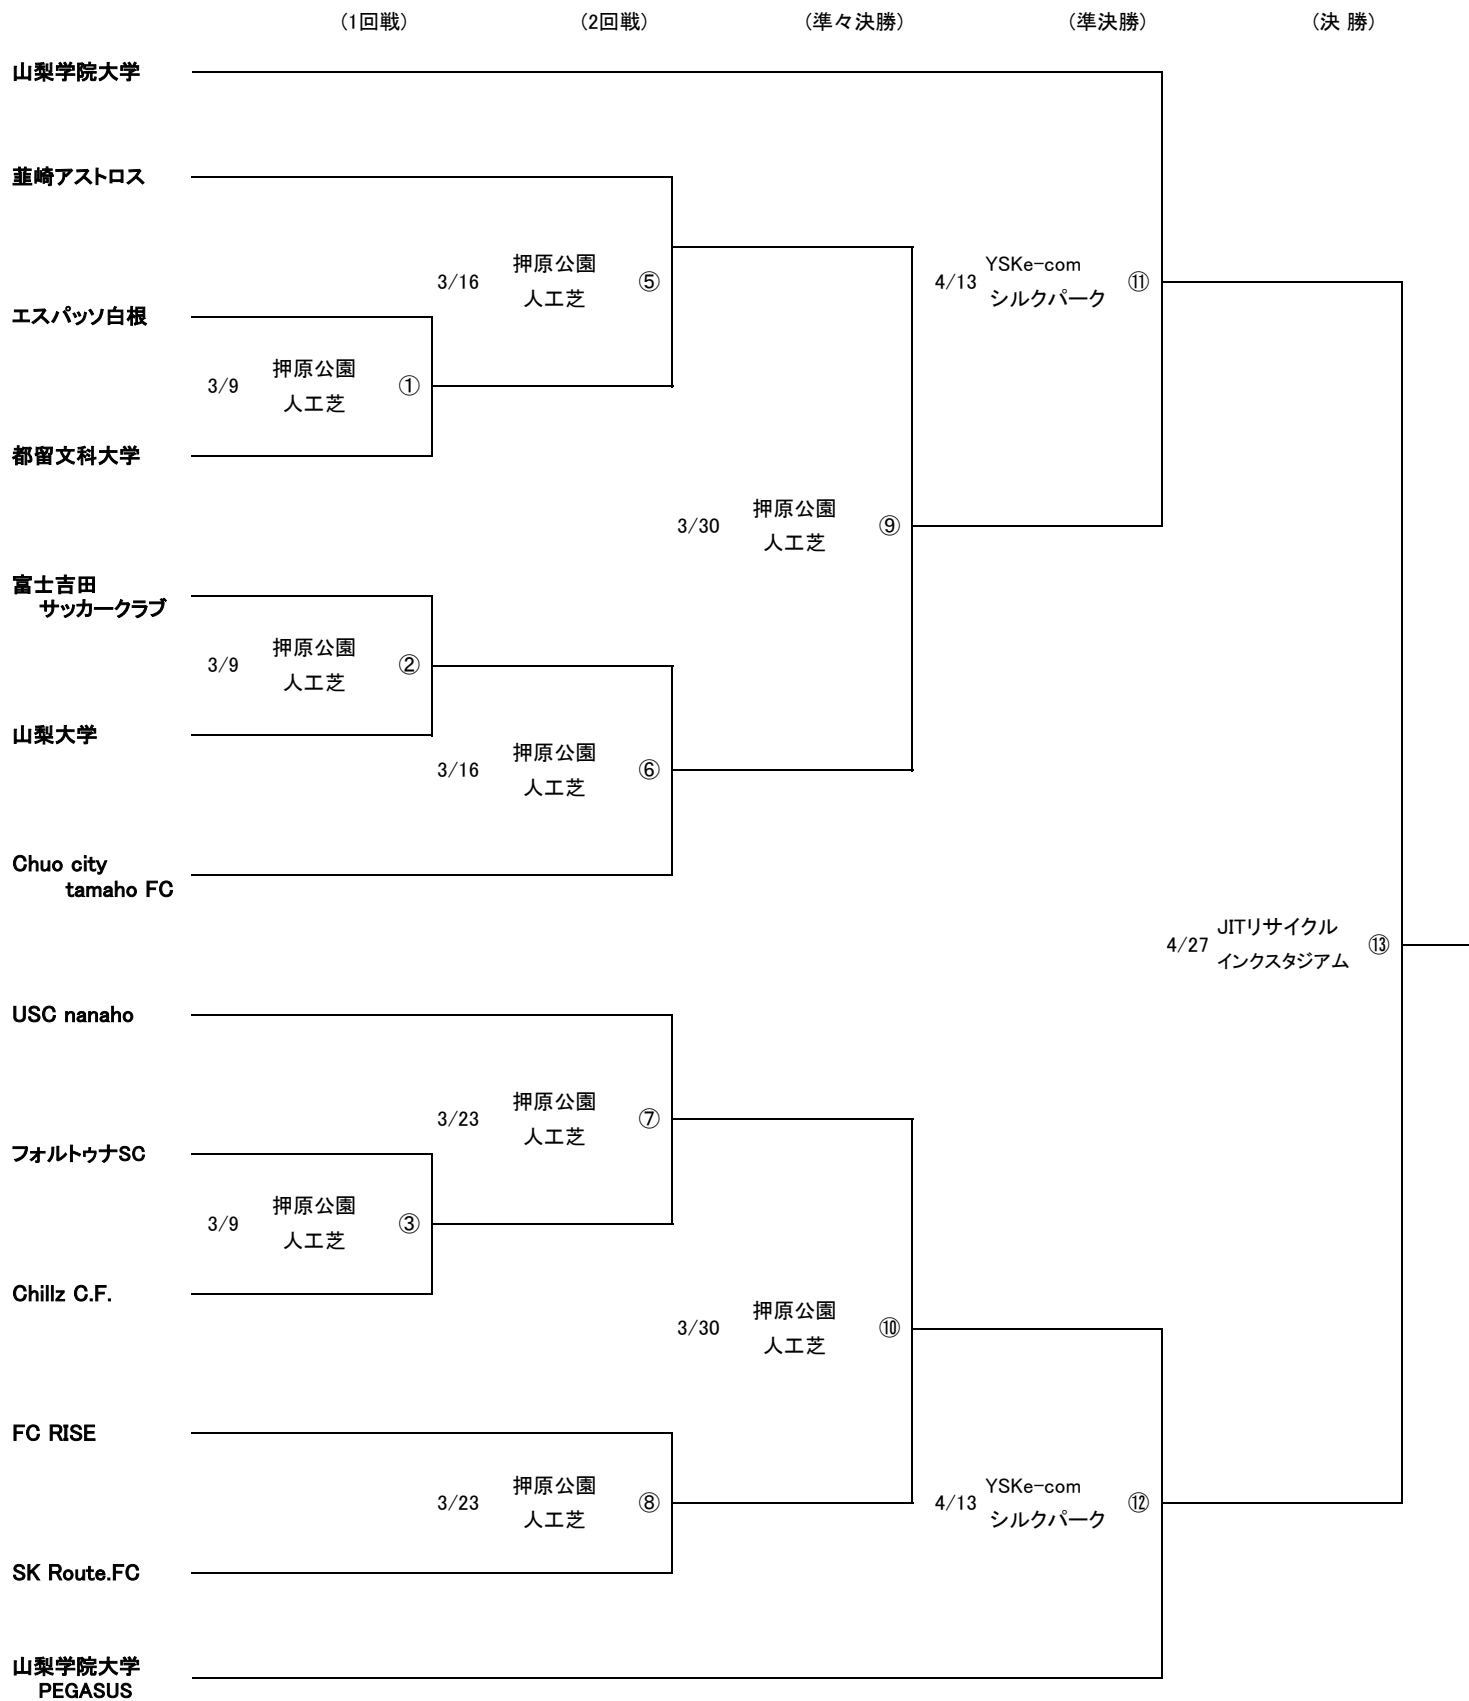 (1回戦)
(2回戦)
(準々決勝)
(準決勝)
(決 勝)
山梨学院大学
韮崎アストロス
3/16
押原公園
人工芝
⑤
4/13
YSKe-com
シルクパーク
⑪
エスパッソ白根
3/9
押原公園
人工芝
①
都留文科大学
3/30
押原公園
人工芝
⑨
富士吉田
サッカークラブ
3/9
押原公園
人工芝
②
山梨大学
3/16
押原公園
人工芝
⑥
Chuo city
tamaho FC
4/27
JITリサイクル
インクスタジアム
⑬
USC nanaho
3/23
押原公園
人工芝
⑦
フォルトゥナSC
3/9
押原公園
人工芝
③
Chillz C.F.
3/30
押原公園
人工芝
⑩
FC RISE
3/23
押原公園
人工芝
⑧
4/13
YSKe-com
シルクパーク
⑫
SK Route.FC
山梨学院大学
PEGASUS